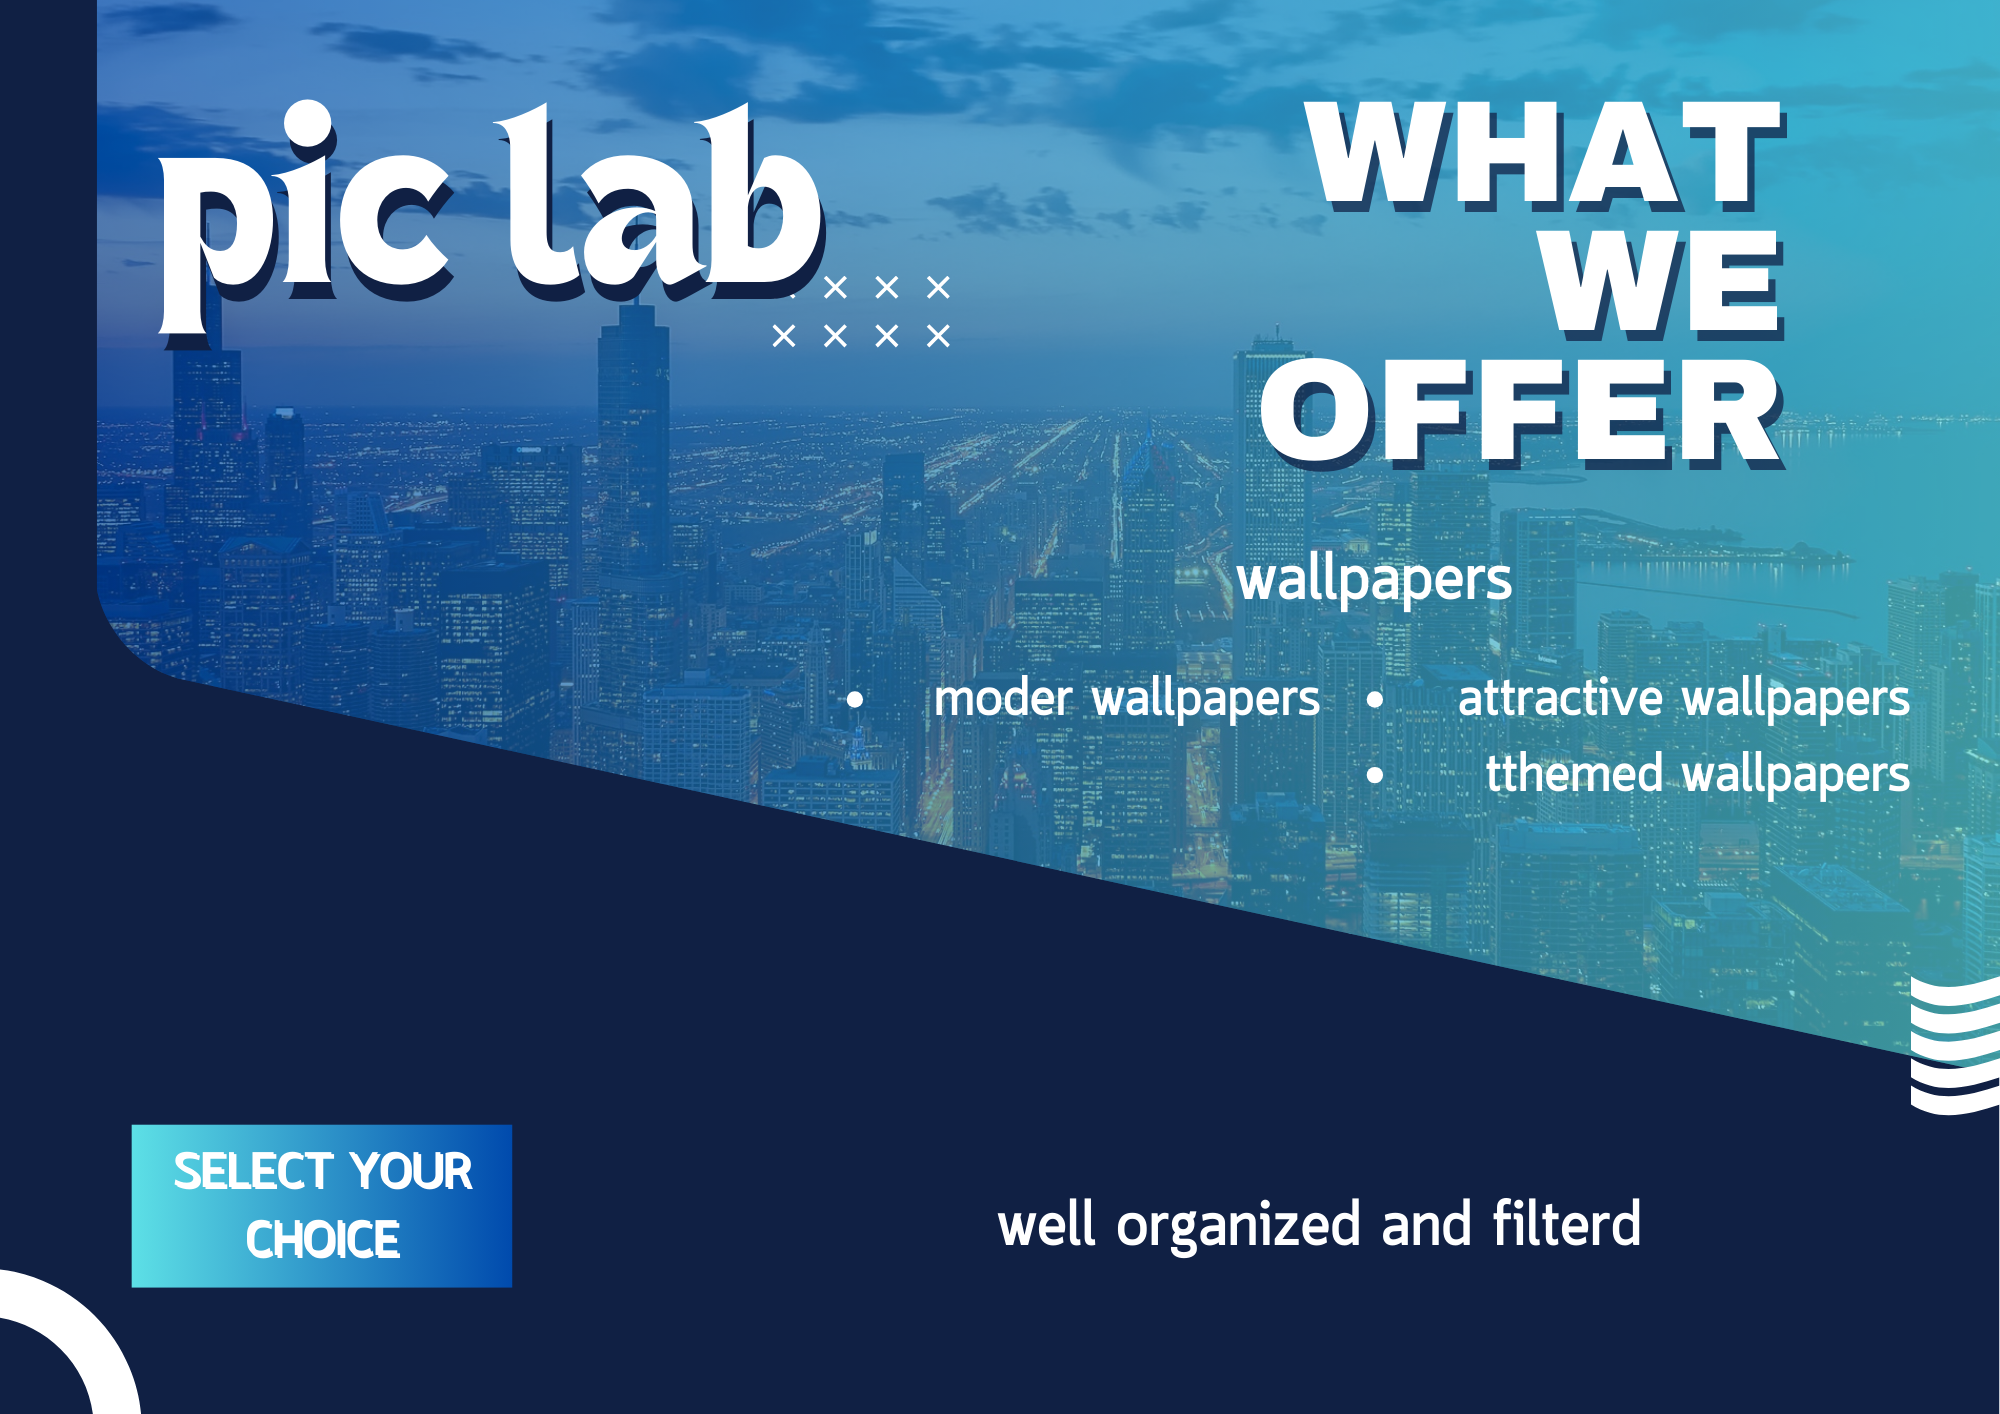 pic lab
WHAT
WE
OFFER
wallpapers
• moder wallpapers
• attractive wallpapers
• tthemed wallpapers
SELECT YOUR
CHOICE
well organized and filterd